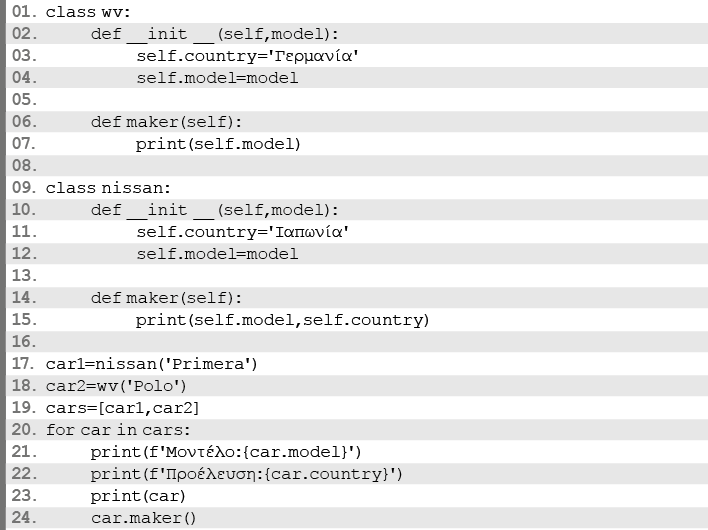 01. class wv:
02. def __init __(self,model):
03. self.country='Γερμανία'
04. self.model=model
05.
06. def maker(self):
07. print(self.model)
08.
09. class nissan:
10. def __init __(self,model):
11. self.country='Ιαπωνία'
12. self.model=model
13.
14. def maker(self):
15. print(self.model,self.country)
16.
17. car1=nissan('Primera')
18. car2=wv('Polo')
19. cars=[car1,car2]
20. for car in cars:
21. print(f'Μοντέλο:{car.model}')
22. print(f'Προέλευση:{car.country}')
23. print(car)
24. car.maker()